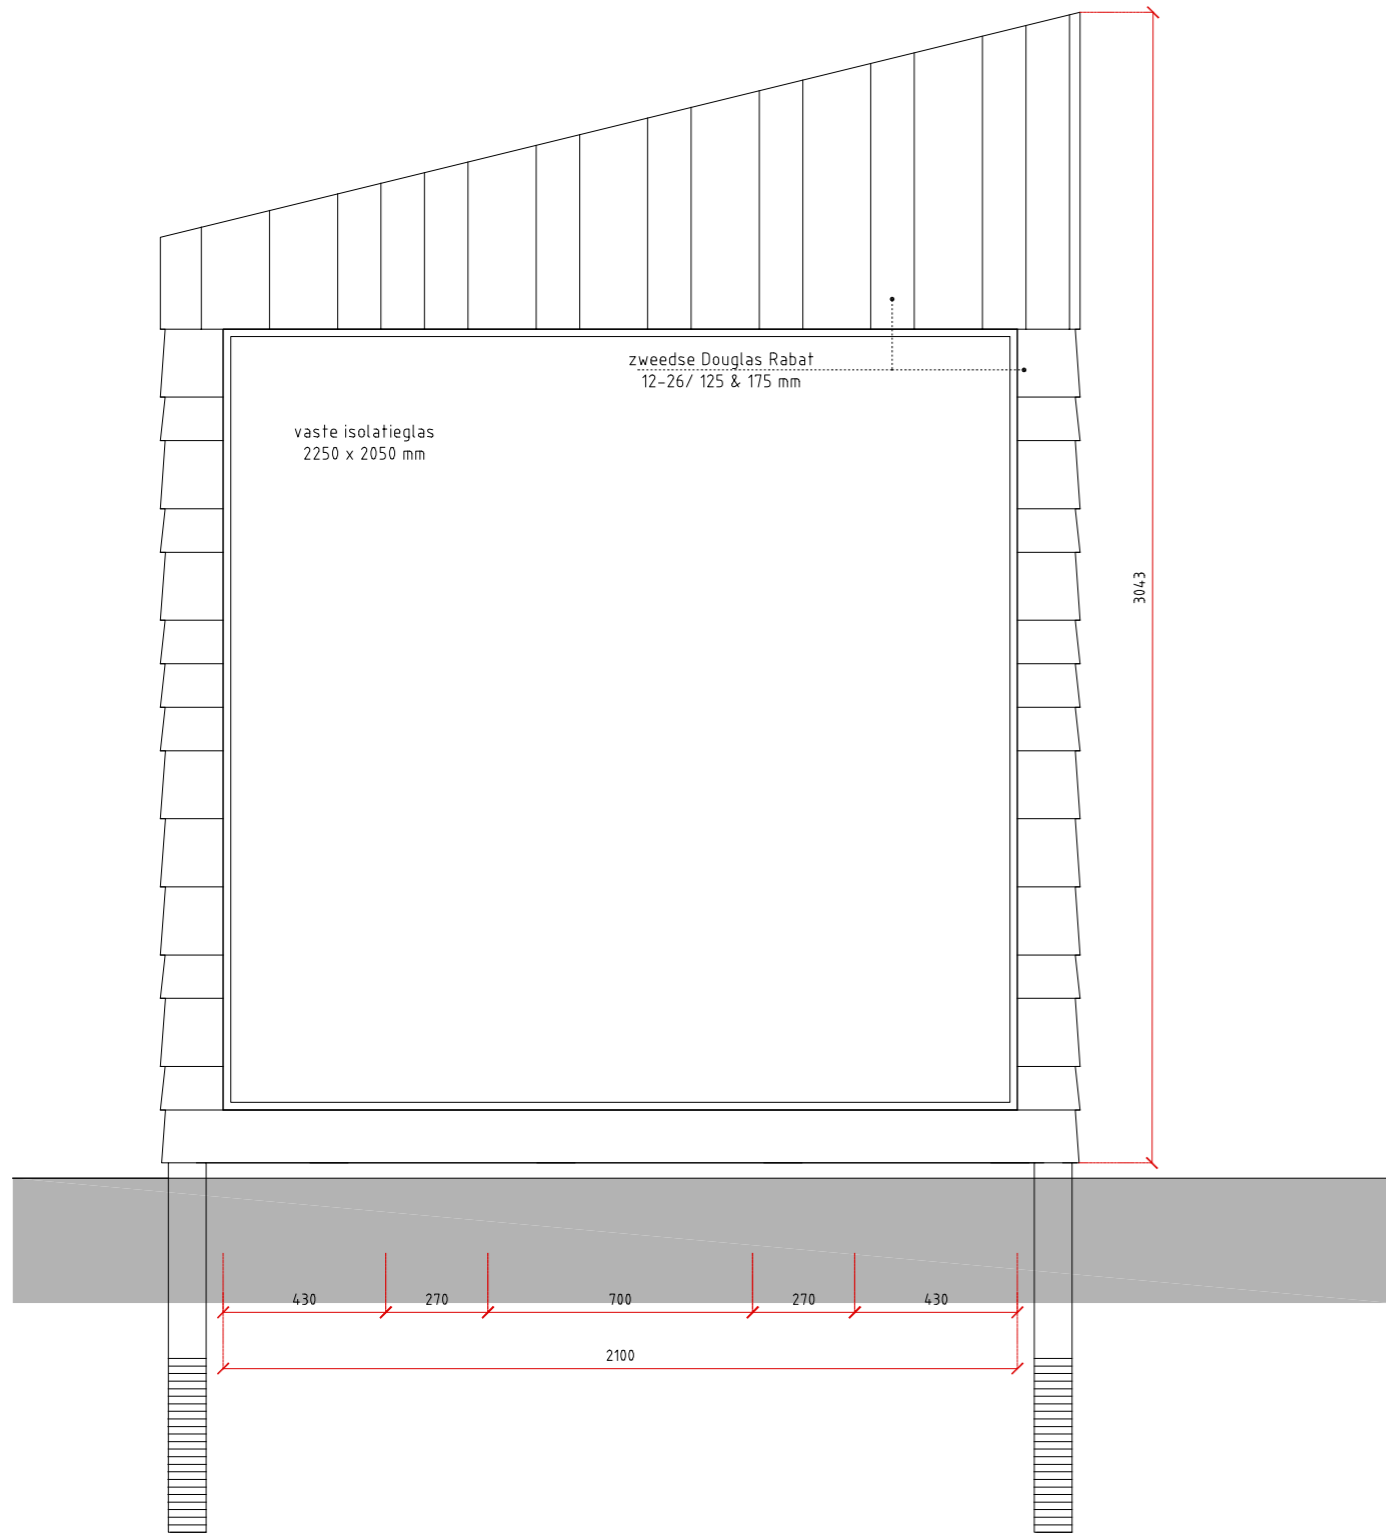 zweedse Douglas Rabat
12-26/ 125 & 175 mm
vaste isolatieglas
2250 x 2050 mm
3043
430
270
700
270
430
2100